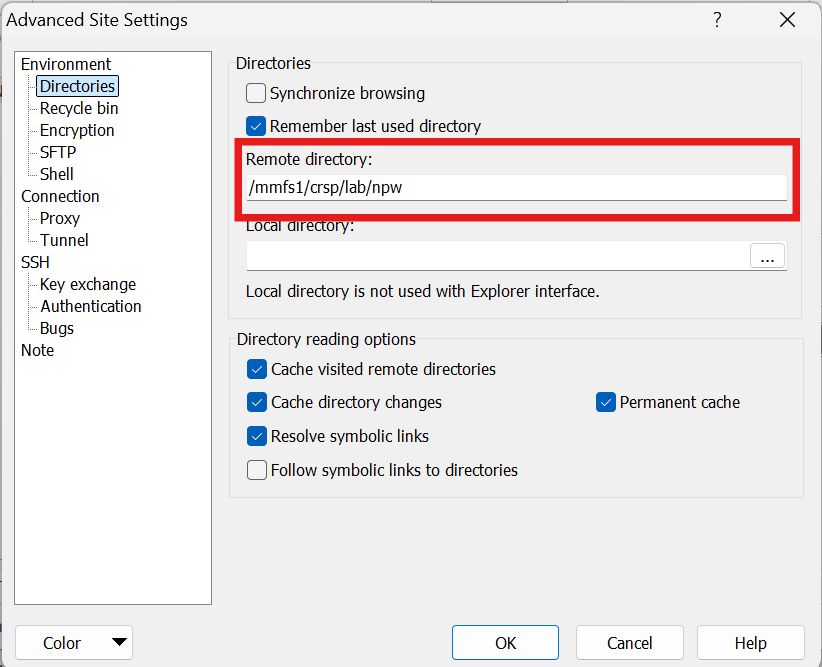 Advanced Site Settings
?
Environment
Directories
Recycle bin
Encryption
SFTP
Shell
Connection
Proxy
Tunnel
SSH
Key exchange
Authentication
Bugs
Note
Directories
Synchronize browsing
Remember last used directory
Remote directory:
/mmfs1/crsp/lab/npw
Local directory:
...
Local directory is not used with Explorer interface.
Directory reading options
Cache visited remote directories
Cache directory changes
Permanent cache
Resolve symbolic links
Follow symbolic links to directories
Color
OK
Cancel
Help